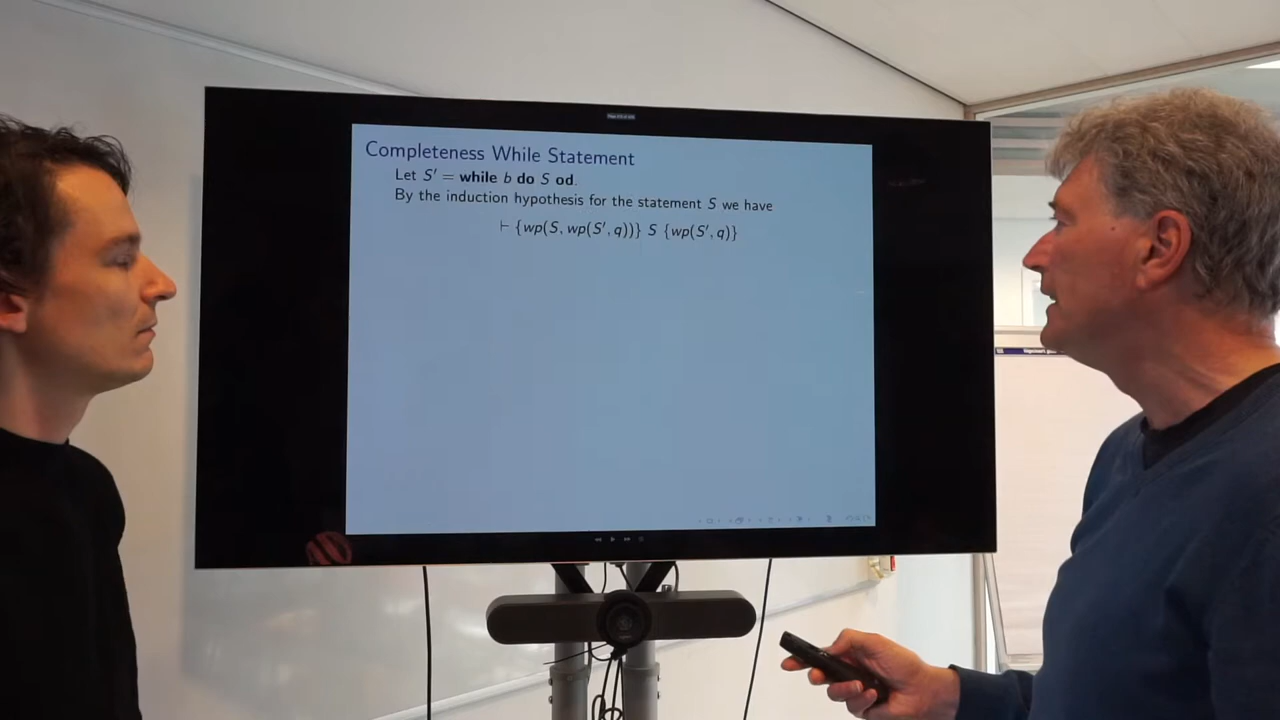 Completeness While Statement
Let S′ = while b do S od.
By the induction hypothesis for the statement S we have
⊢ {wp(S, wp(S′, q))} S {wp(S′, q)}